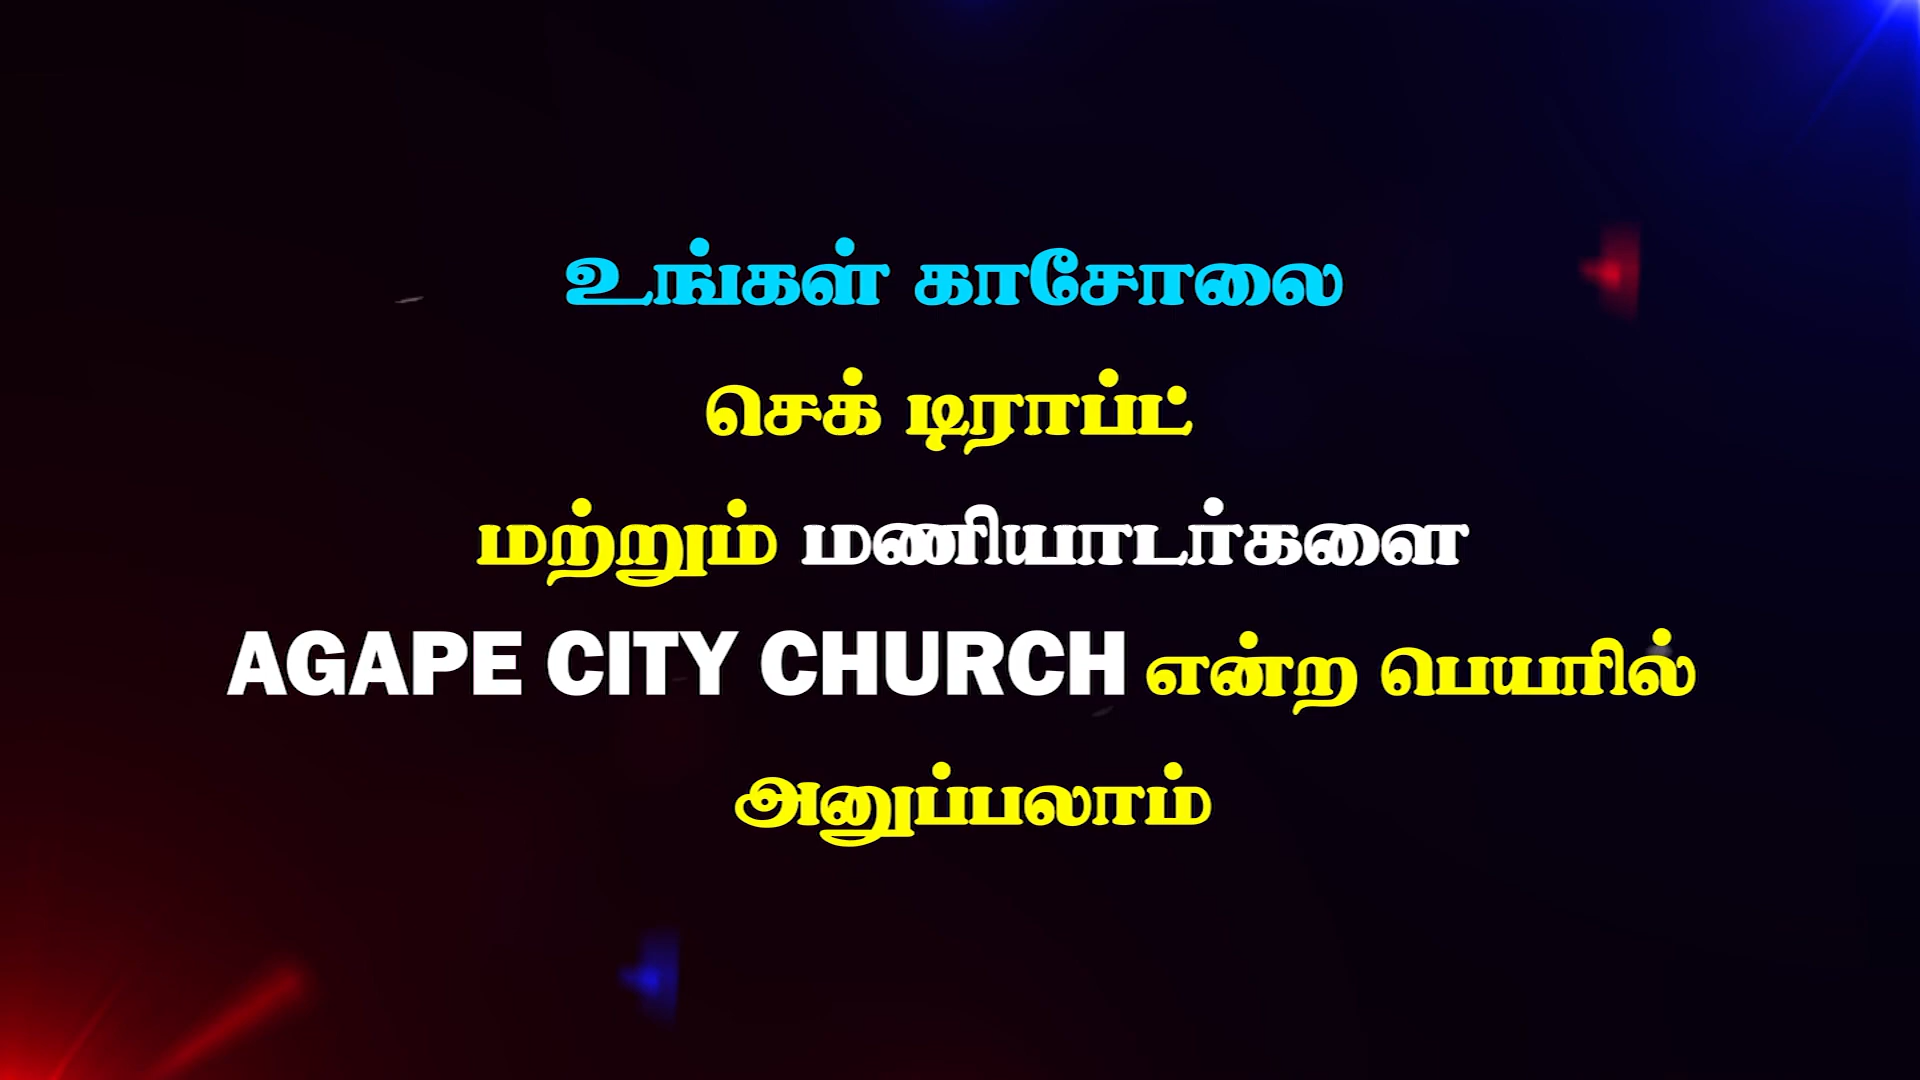 உங்கள் காசோலை
செக் டிராப்ட்
மற்றும் மணியாடர்களை
AGAPE CITY CHURCH என்ற பெயரில்
அனுப்பலாம்